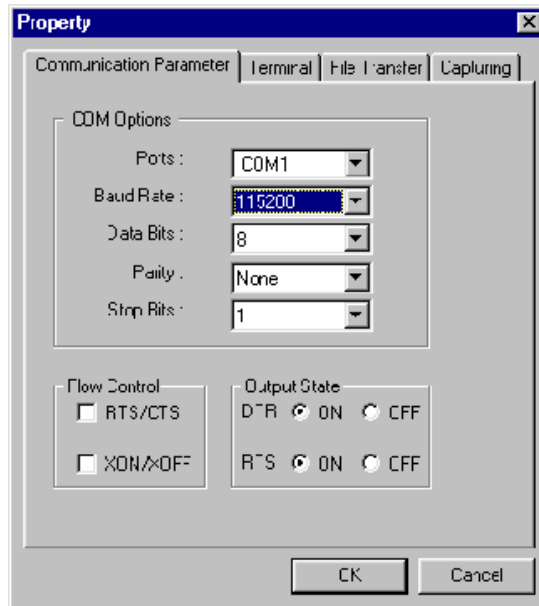 Property
Communication Parameter Terminal File Transfer Capturing
COM Options
Ports : COM1
Baud Rate : 115200
Data Bits : 8
Parity : None
Stop Bits : 1
Flow Control Output State
RTS/CTS DTR ON OFF
XON/XOFF RTS ON OFF
OK Cancel